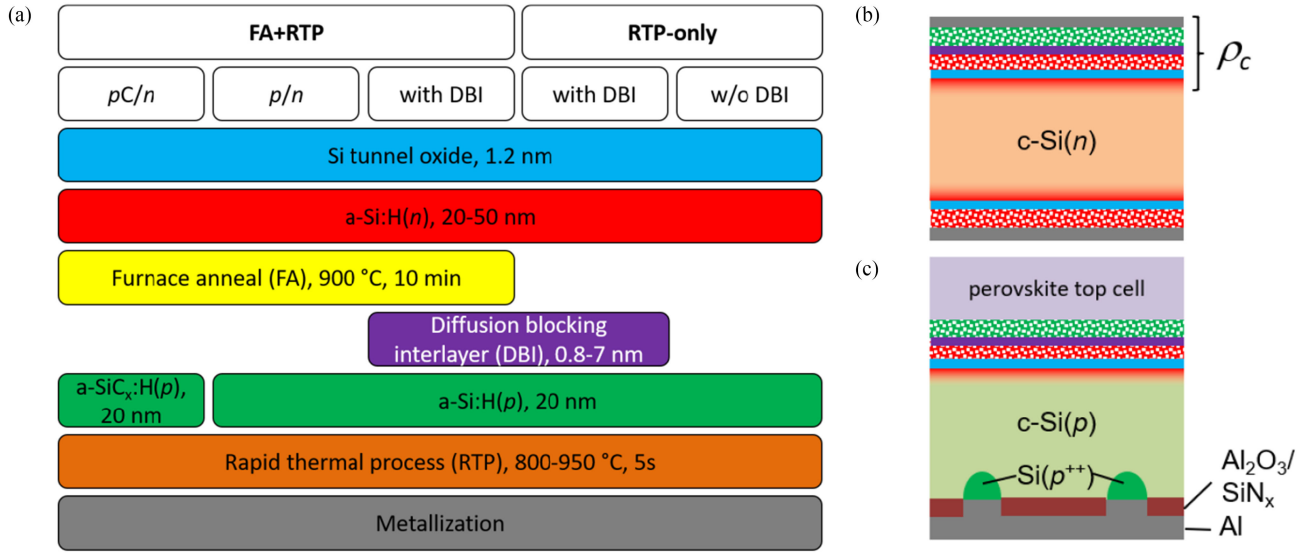 (a)
FA+RTP
RTP-only
pC/n
p/n
with DBI
with DBI
w/o DBI
Si tunnel oxide, 1.2 nm
a-Si:H(n), 20-50 nm
Furnace anneal (FA), 900 °C, 10 min
Diffusion blocking
interlayer (DBI), 0.8-7 nm
a-SiCₓ:H(p),
20 nm
a-Si:H(p), 20 nm
Rapid thermal process (RTP), 800-950 °C, 5s
Metallization
(b)
ρc
c-Si(n)
(c)
perovskite top cell
c-Si(p)
Si(p⁺⁺)
Al₂O₃/
SiNₓ
Al